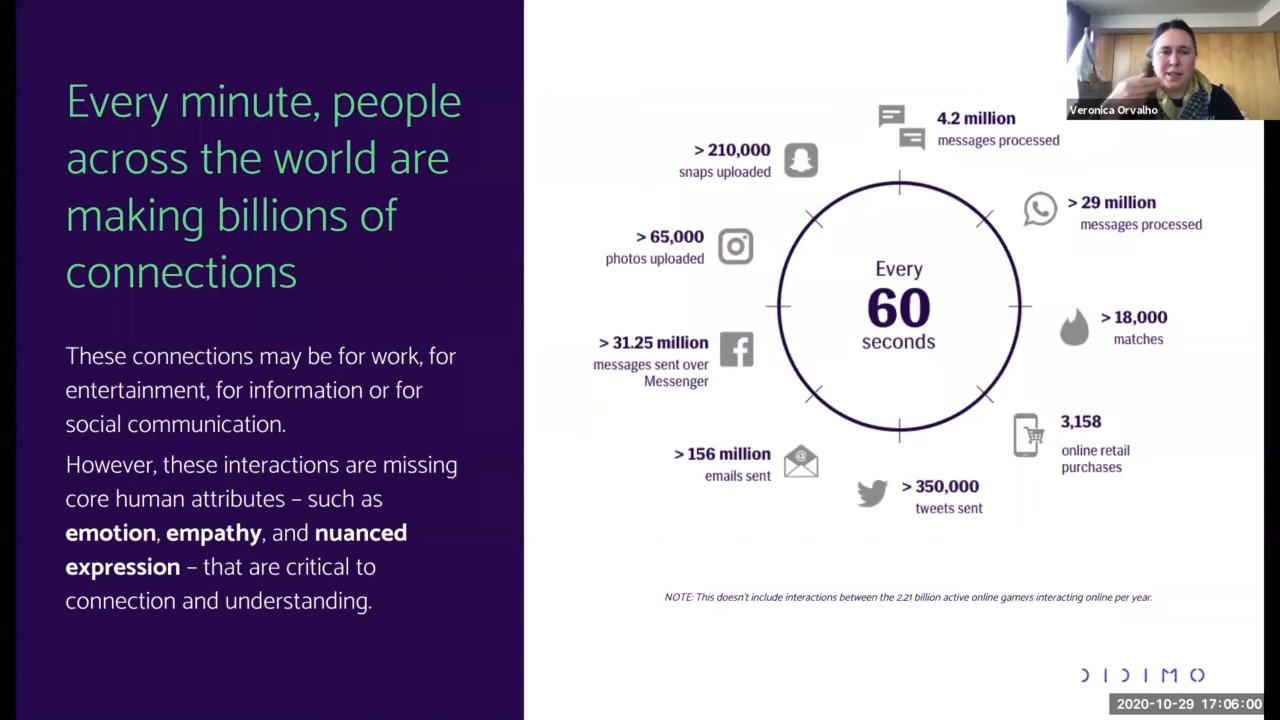 Every minute, people
across the world are
making billions of
connections
These connections may be for work, for
entertainment, for information or for
social communication.
However, these interactions are missing
core human attributes – such as
emotion, empathy, and nuanced
expression – that are critical to
connection and understanding.
4.2 million
messages processed
> 29 million
messages processed
> 18,000
matches
3,158
online retail
purchases
> 350,000
tweets sent
> 156 million
emails sent
> 31.25 million
messages sent over
Messenger
> 65,000
photos uploaded
> 210,000
snaps uploaded
Every
60
seconds
NOTE: This doesn't include interactions between the 2.21 billion active online gamers interacting online per year.
DIDIMO
Veronica Orvalho
2020-10-29 17:06:00